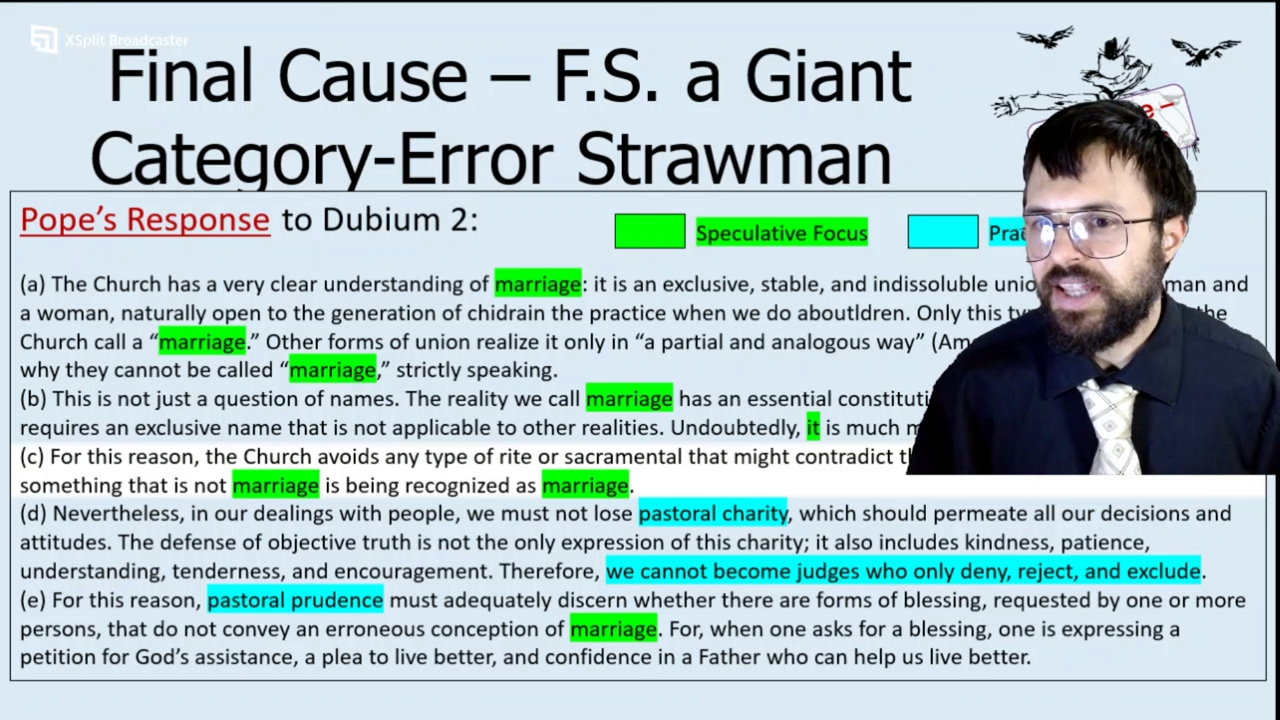 XSplit Broadcaster
Final Cause – F.S. a Giant
Category-Error Strawman
Pope's Response to Dubium 2:
Speculative Focus
(a) The Church has a very clear understanding of marriage: it is an exclusive, stable, and indissoluble man and
a woman, naturally open to the generation of chidrain the practice when we do aboutldren. Only this the
Church call a “marriage.” Other forms of union realize it only in “a partial and analogous way”
why they cannot be called “marriage,” strictly speaking.
(b) This is not just a question of names. The reality we call marriage has an essential
requires an exclusive name that is not applicable to other realities. Undoubtedly, it is much
(c) For this reason, the Church avoids any type of rite or sacramental that might contradict
something that is not marriage is being recognized as marriage.
(d) Nevertheless, in our dealings with people, we must not lose pastoral charity, which should permeate all our decisions and
attitudes. The defense of objective truth is not the only expression of this charity; it also includes kindness, patience,
understanding, tenderness, and encouragement. Therefore, we cannot become judges who only deny, reject, and exclude.
(e) For this reason, pastoral prudence must adequately discern whether there are forms of blessing, requested by one or more
persons, that do not convey an erroneous conception of marriage. For, when one asks for a blessing, one is expressing a
petition for God's assistance, a plea to live better, and confidence in a Father who can help us live better.